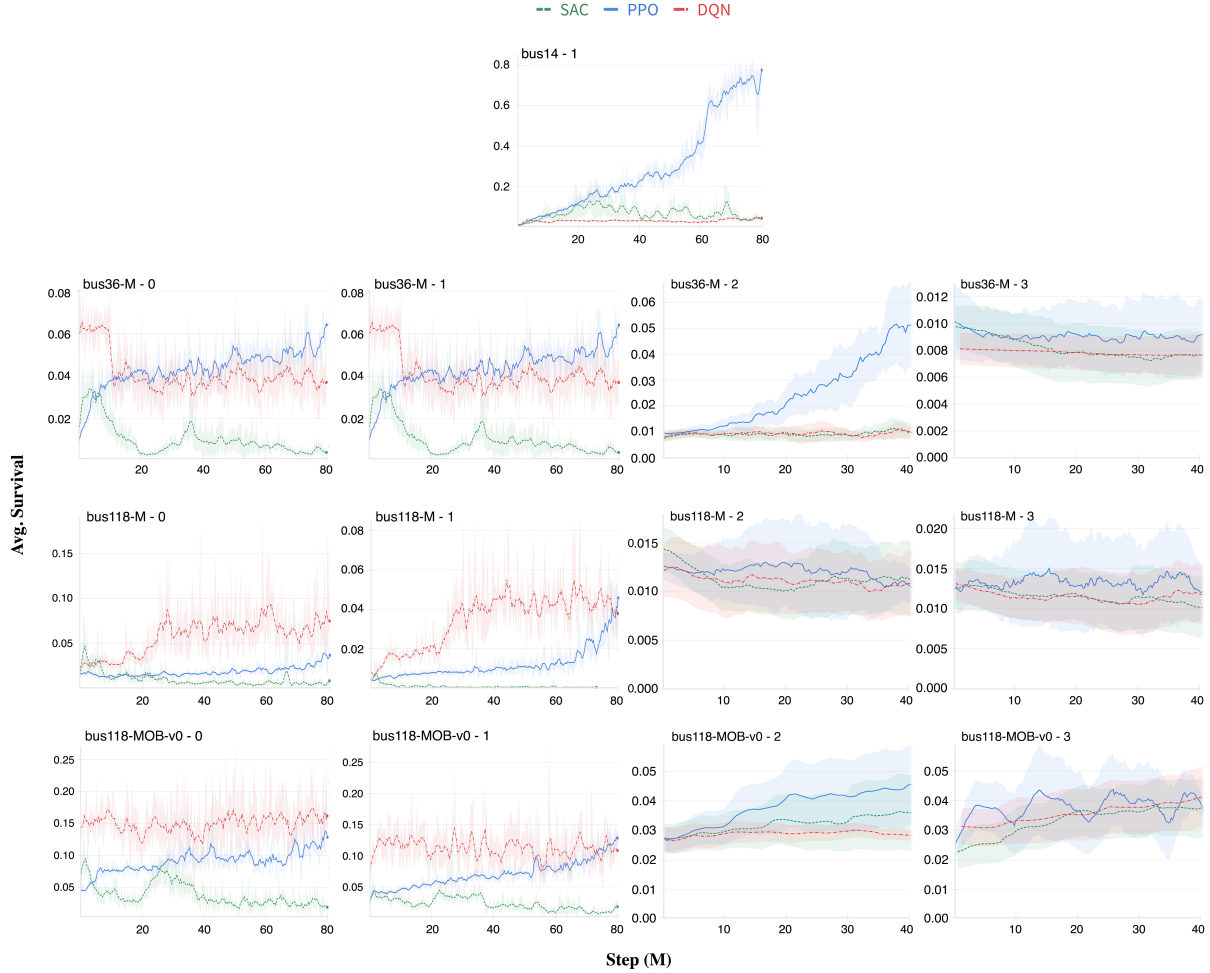 SAC PPO DQN
bus14 - 1
0.8
0.6
0.4
0.2
20 40 60 80
bus36-M - 0
0.08
0.06
0.04
0.02
20 40 60 80
bus36-M - 1
0.08
0.06
0.04
0.02
20 40 60 80
bus36-M - 2
0.06
0.05
0.04
0.03
0.02
0.01
0.00
10 20 30 40
bus36-M - 3
0.012
0.010
0.008
0.006
0.004
0.002
0.000
10 20 30 40
Avg. Survival
bus118-M - 0
0.15
0.10
0.05
20 40 60 80
bus118-M - 1
0.08
0.06
0.04
0.02
20 40 60 80
bus118-M - 2
0.015
0.010
0.005
0.000
10 20 30 40
bus118-M - 3
0.020
0.015
0.010
0.005
0.000
10 20 30 40
bus118-MOB-v0 - 0
0.25
0.20
0.15
0.10
0.05
20 40 60 80
bus118-MOB-v0 - 1
0.25
0.20
0.15
0.10
0.05
20 40 60 80
bus118-MOB-v0 - 2
0.05
0.04
0.03
0.02
0.01
0.00
10 20 30 40
bus118-MOB-v0 - 3
0.05
0.04
0.03
0.02
0.01
0.00
10 20 30 40
Step (M)